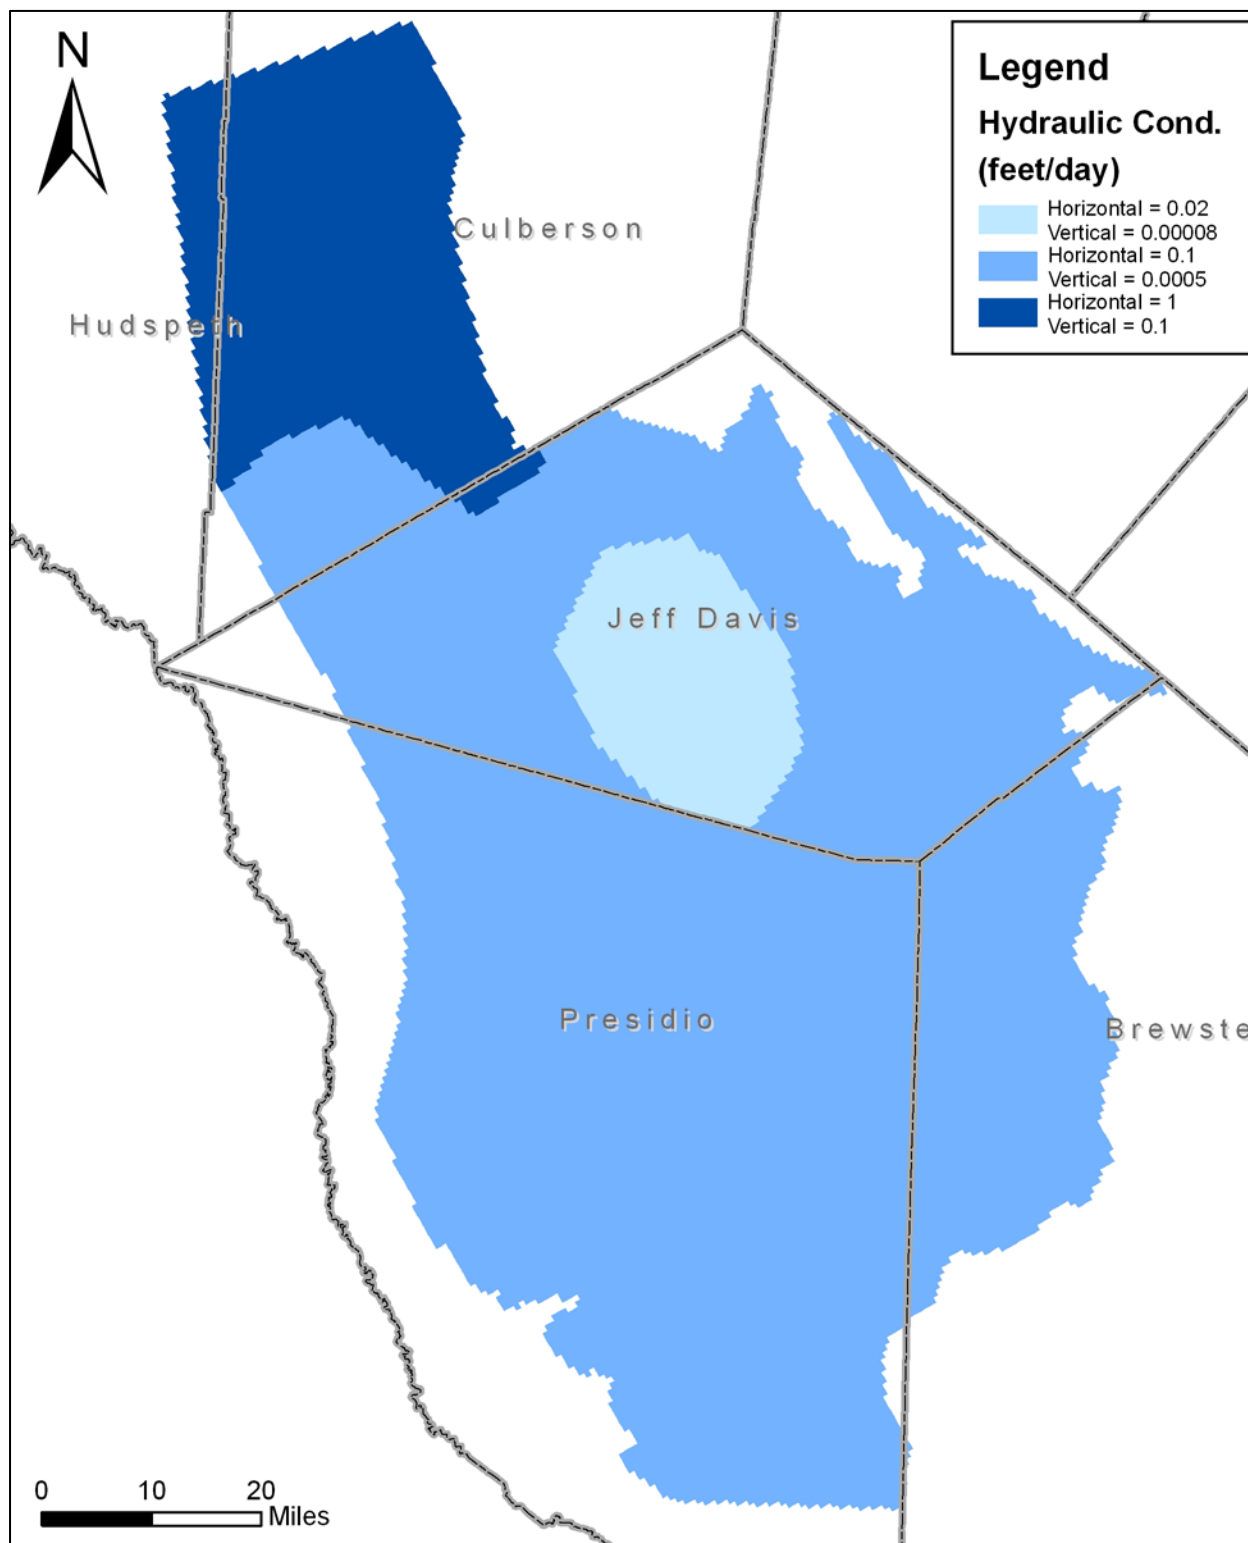 N
Legend
Hydraulic Cond.
(feet/day)
Horizontal = 0.02
Vertical = 0.00008
Horizontal = 0.1
Vertical = 0.0005
Horizontal = 1
Vertical = 0.1
Culberson
Hudspeth
Jeff Davis
Presidio
Brewste
0 10 20
Miles